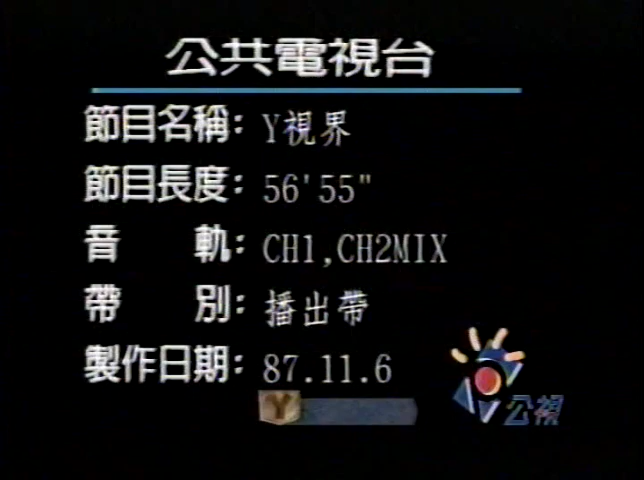 公共電視台
節目名稱：Y視界
節目長度：56'55"
音　軌：CH1,CH2MIX
帶　別：播出帶
製作日期：87.11.6
Y
公視